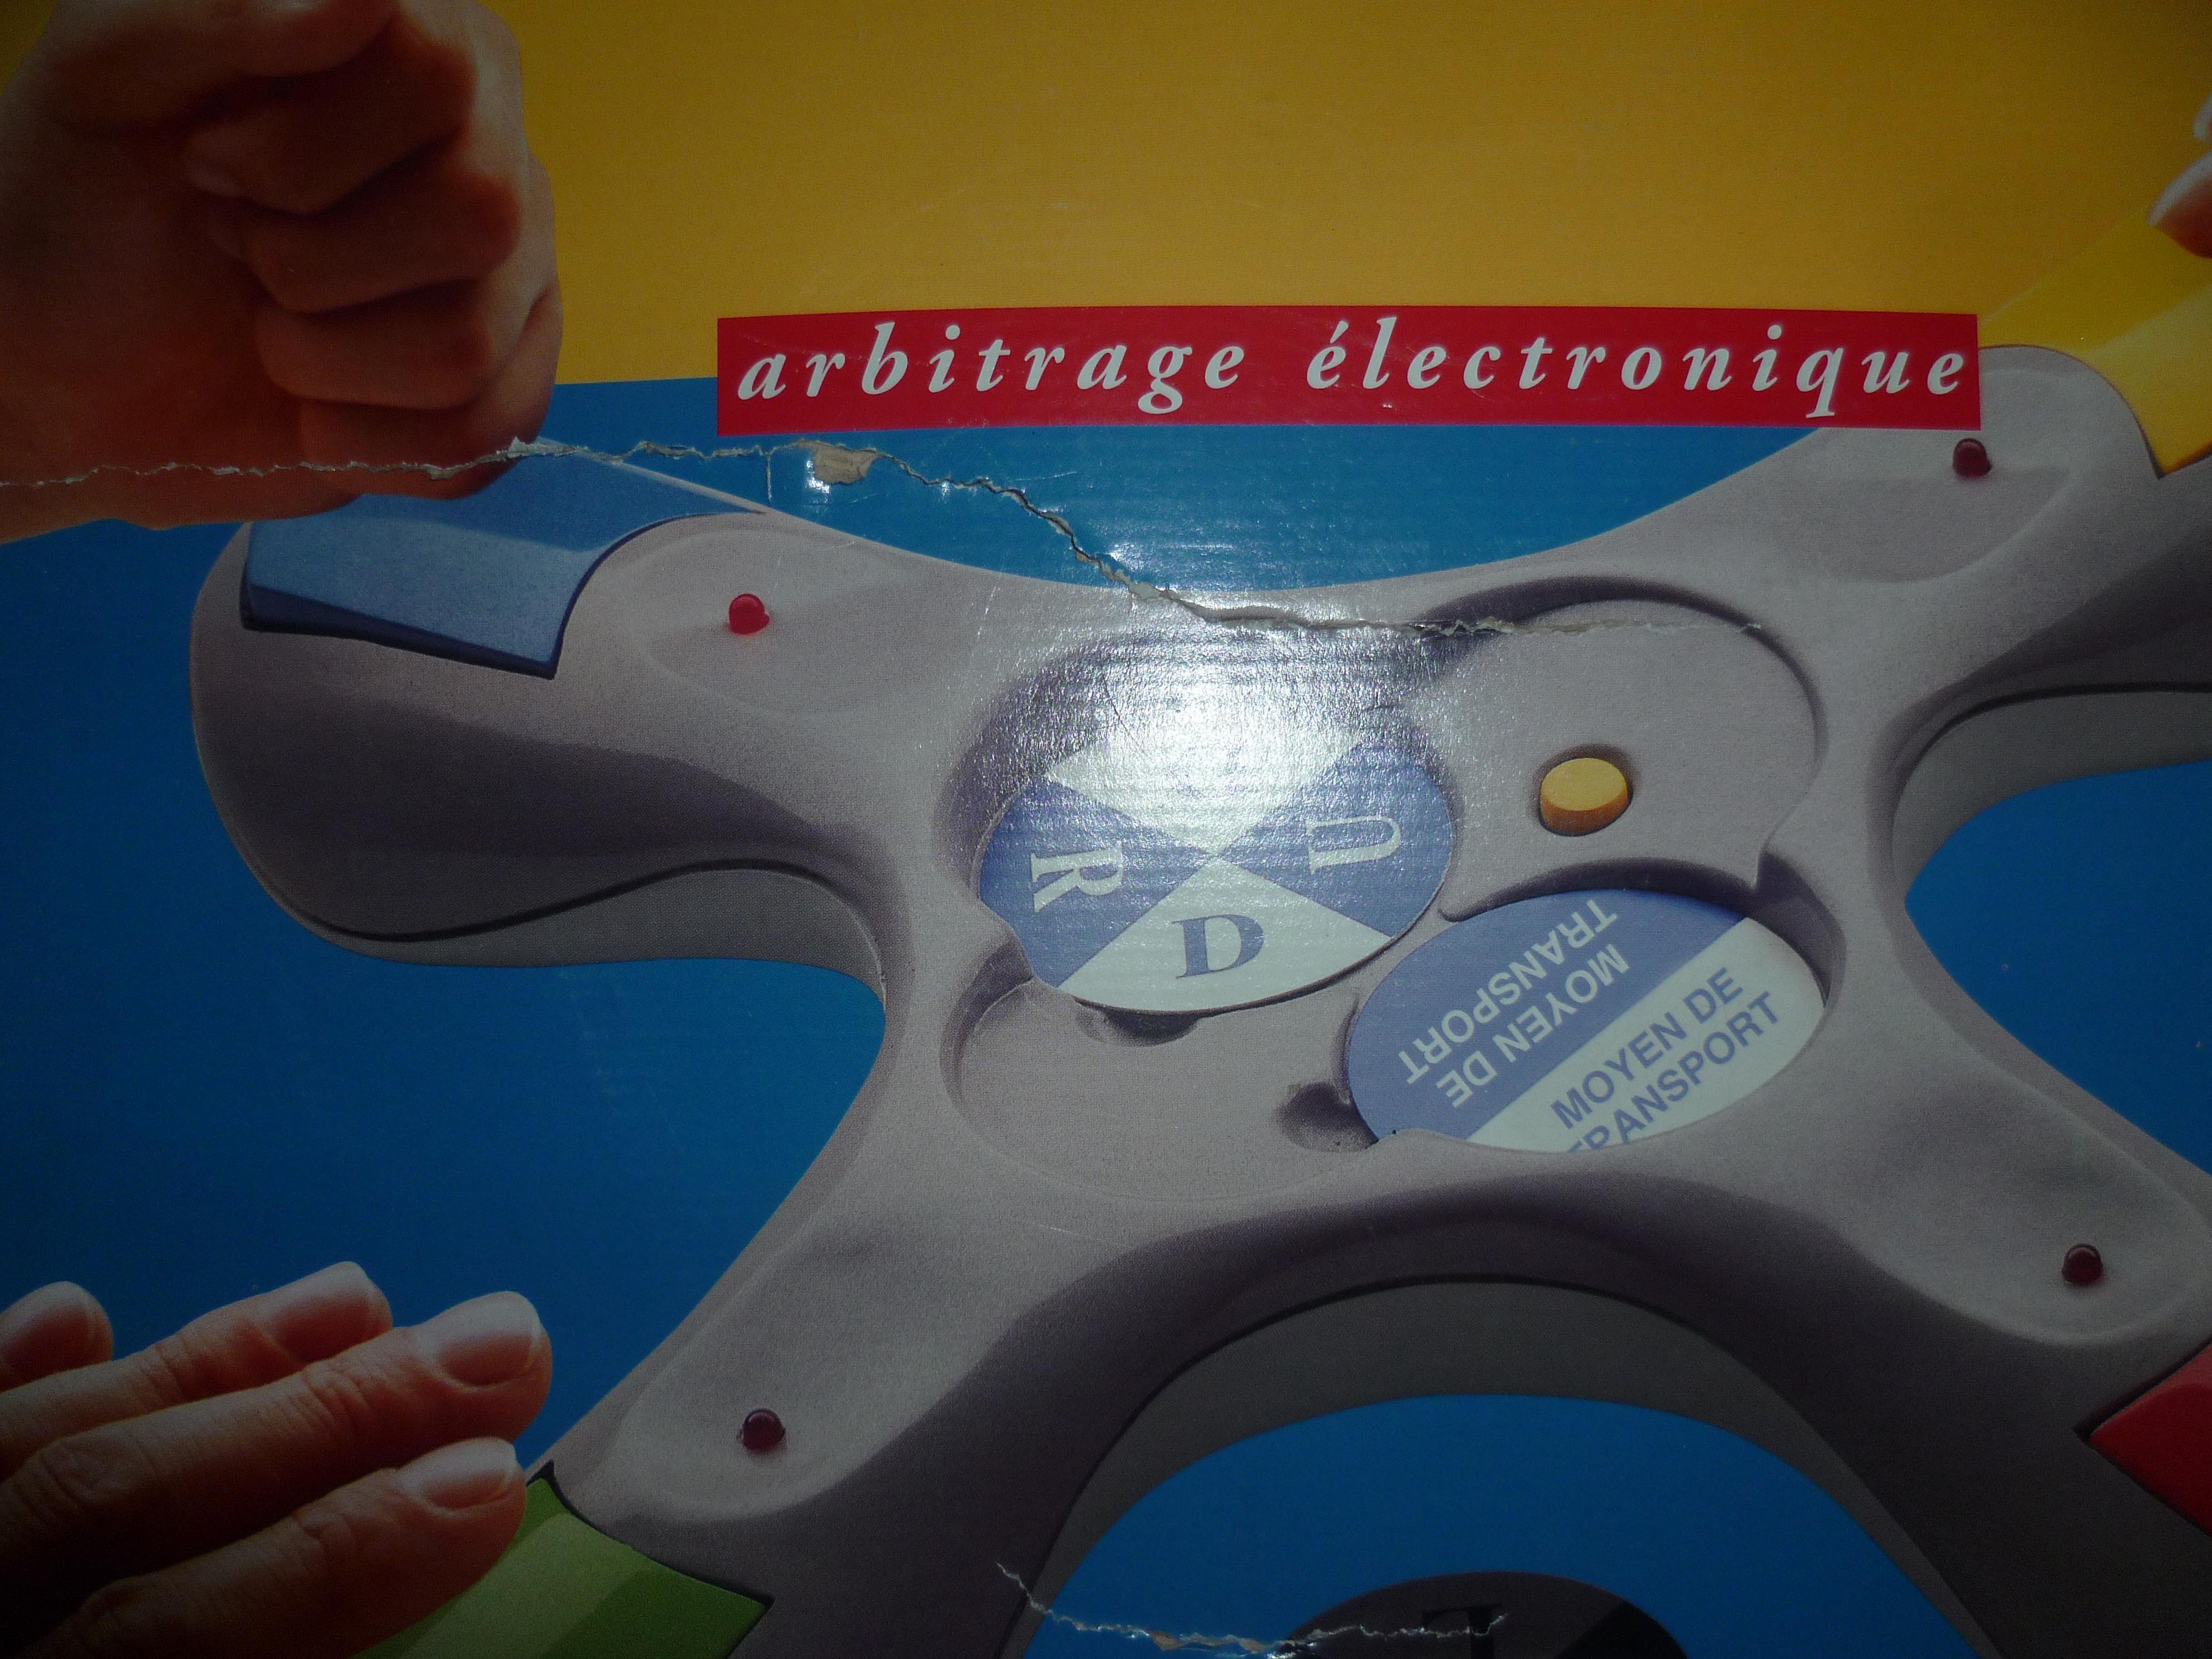 arbitrage électronique
U
R
D
MOYEN DE
TRANSPORT
MOYEN DE
TRANSPORT
L